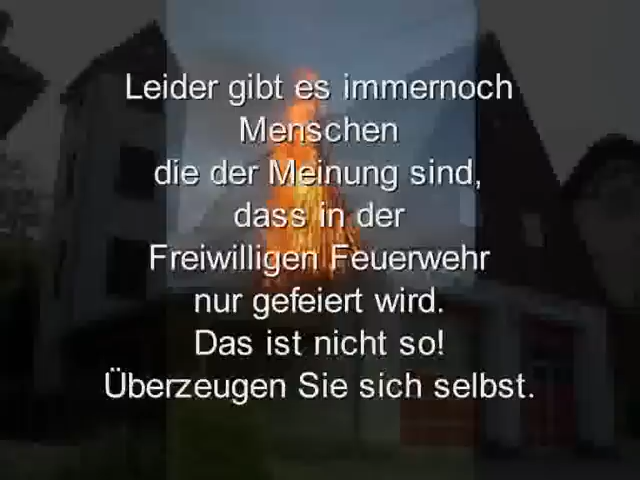 Leider gibt es immernoch
Menschen
die der Meinung sind,
dass in der
Freiwilligen Feuerwehr
nur gefeiert wird.
Das ist nicht so!
Überzeugen Sie sich selbst.